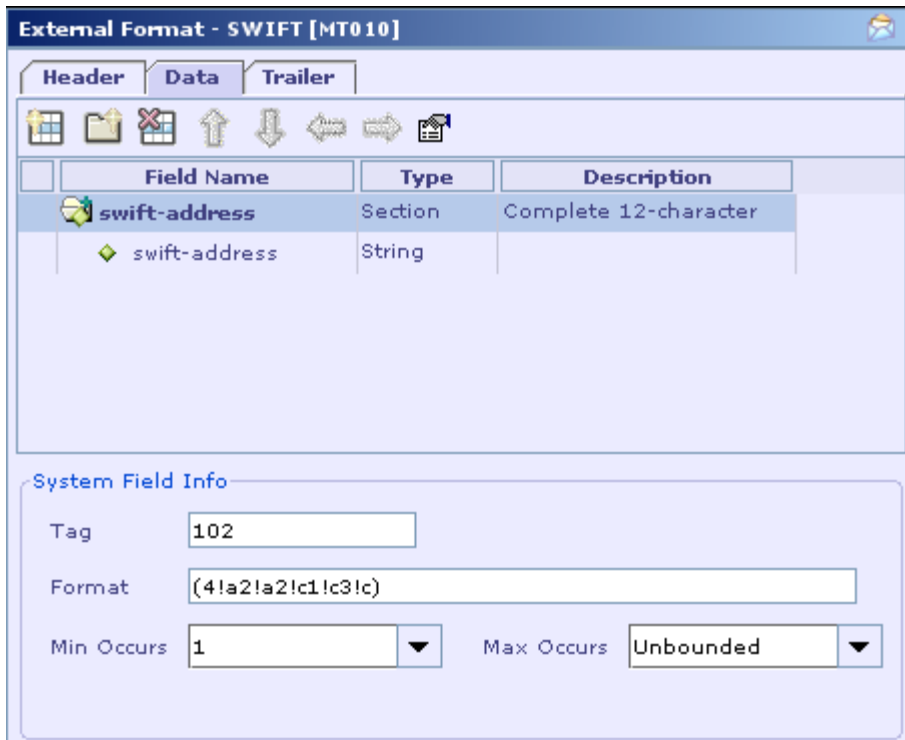 External Format - SWIFT [MT010]
Header Data Trailer
Field Name Type Description
swift-address Section Complete 12-character
swift-address String
System Field Info
Tag 102
Format (4!a2!a2!c1!c3!c)
Min Occurs 1 Max Occurs Unbounded